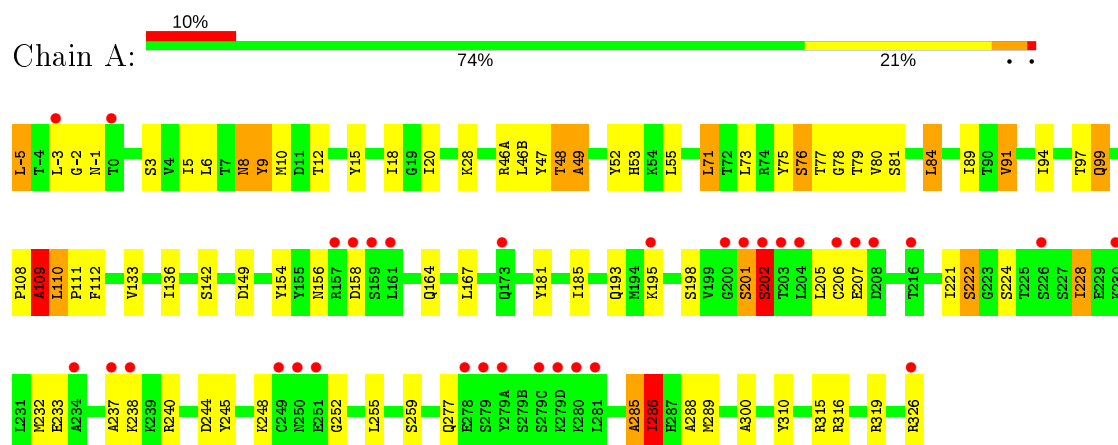 10%
Chain A:
74% 21% • •
L-5 T-4 L-3 G-2 N-1 T0 S3 V4 I5 L6 T7 N8 Y9 M10 D11 T12 Y15 I18 G19 I20 K28 R46A L46B Y47 T48 A49 Y52 H53 K54 L55 L71 T72 L73 R74 Y75 S76 T77 G78 T79 V80 S81 L84 I89 T90 V91 I94 T97 Q99
P108 A109 L110 P111 F112 V133 I136 S142 D149 Y154 Y155 N156 R157 D158 S159 L161 Q164 L167 Q173 Y181 I185 Q193 M194 K195 S198 V199 G200 S201 S202 T203 L204 L205 C206 E207 D208 T216 I221 S222 G223 S224 T225 S226 S227 I228 E229 K230
L231 M232 E233 A234 A237 K238 K239 R240 D244 Y245 K248 C249 N250 E251 G252 L255 S259 Q277 E278 S279 Y279A S279B S279C K279D K280 L281 A285 I286 H287 A288 M289 A300 Y310 R315 R316 R319 R326